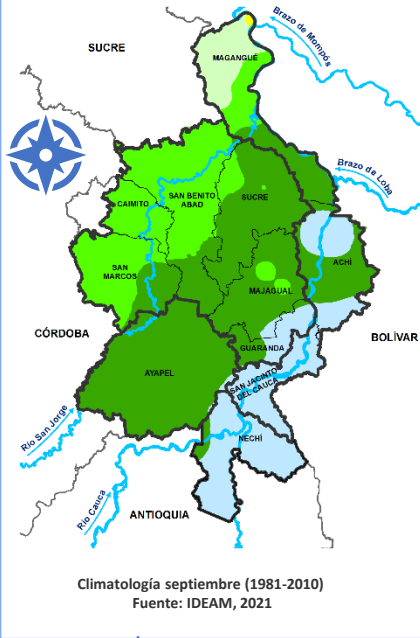 Brazo de Mompós
SUCRE
MAGANGUÉ
Brazo de Loba
CAIMITO
SAN BENITO
ABAD
SUCRE
ACHÍ
SAN
MARCOS
MAJAGUAL
CÓRDOBA
BOLÍVAR
GUARANDA
AYAPEL
SAN JACINTO
DEL CAUCA
Río San Jorge
NECHÍ
Río Cauca
ANTIOQUIA
Climatología septiembre (1981-2010)
Fuente: IDEAM, 2021